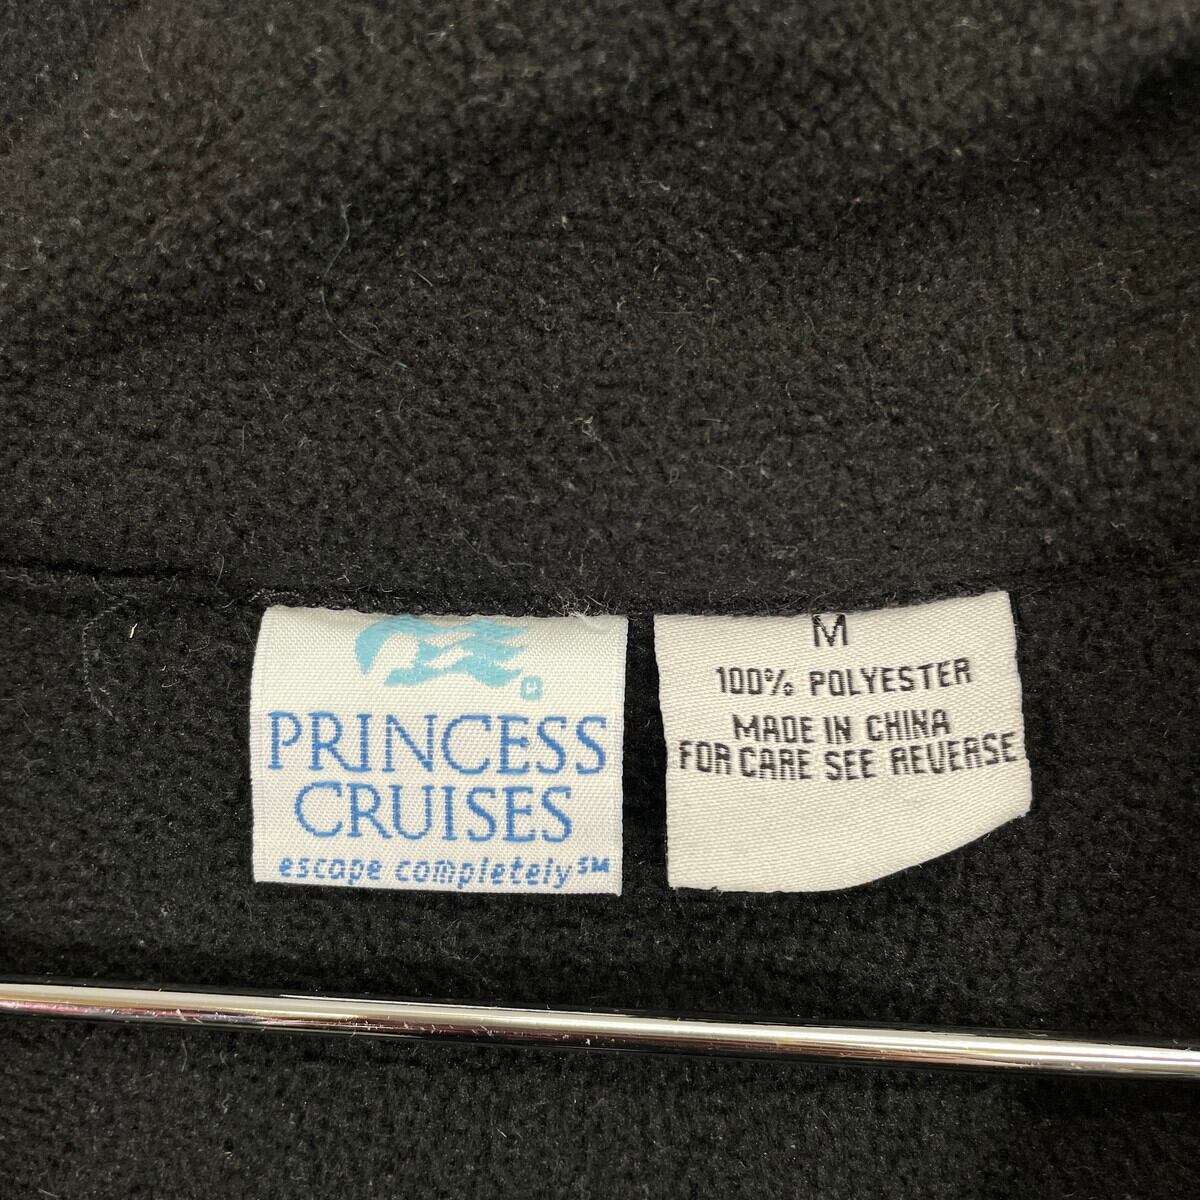 PRINCESS
CRUISES
escape completely℠
M
100% POLYESTER
MADE IN CHINA
FOR CARE SEE REVERSE